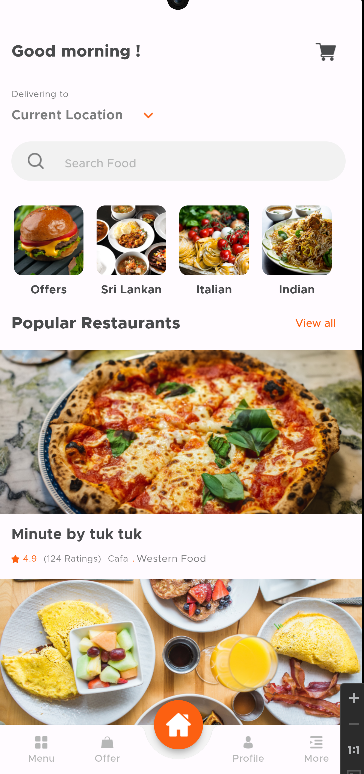 Good morning !
Delivering to
Current Location
Search Food
Offers
Sri Lankan
Italian
Indian
Popular Restaurants
View all
Minute by tuk tuk
4.9 (124 Ratings) Cafa . Western Food
Menu
Offer
Profile
More
1:1